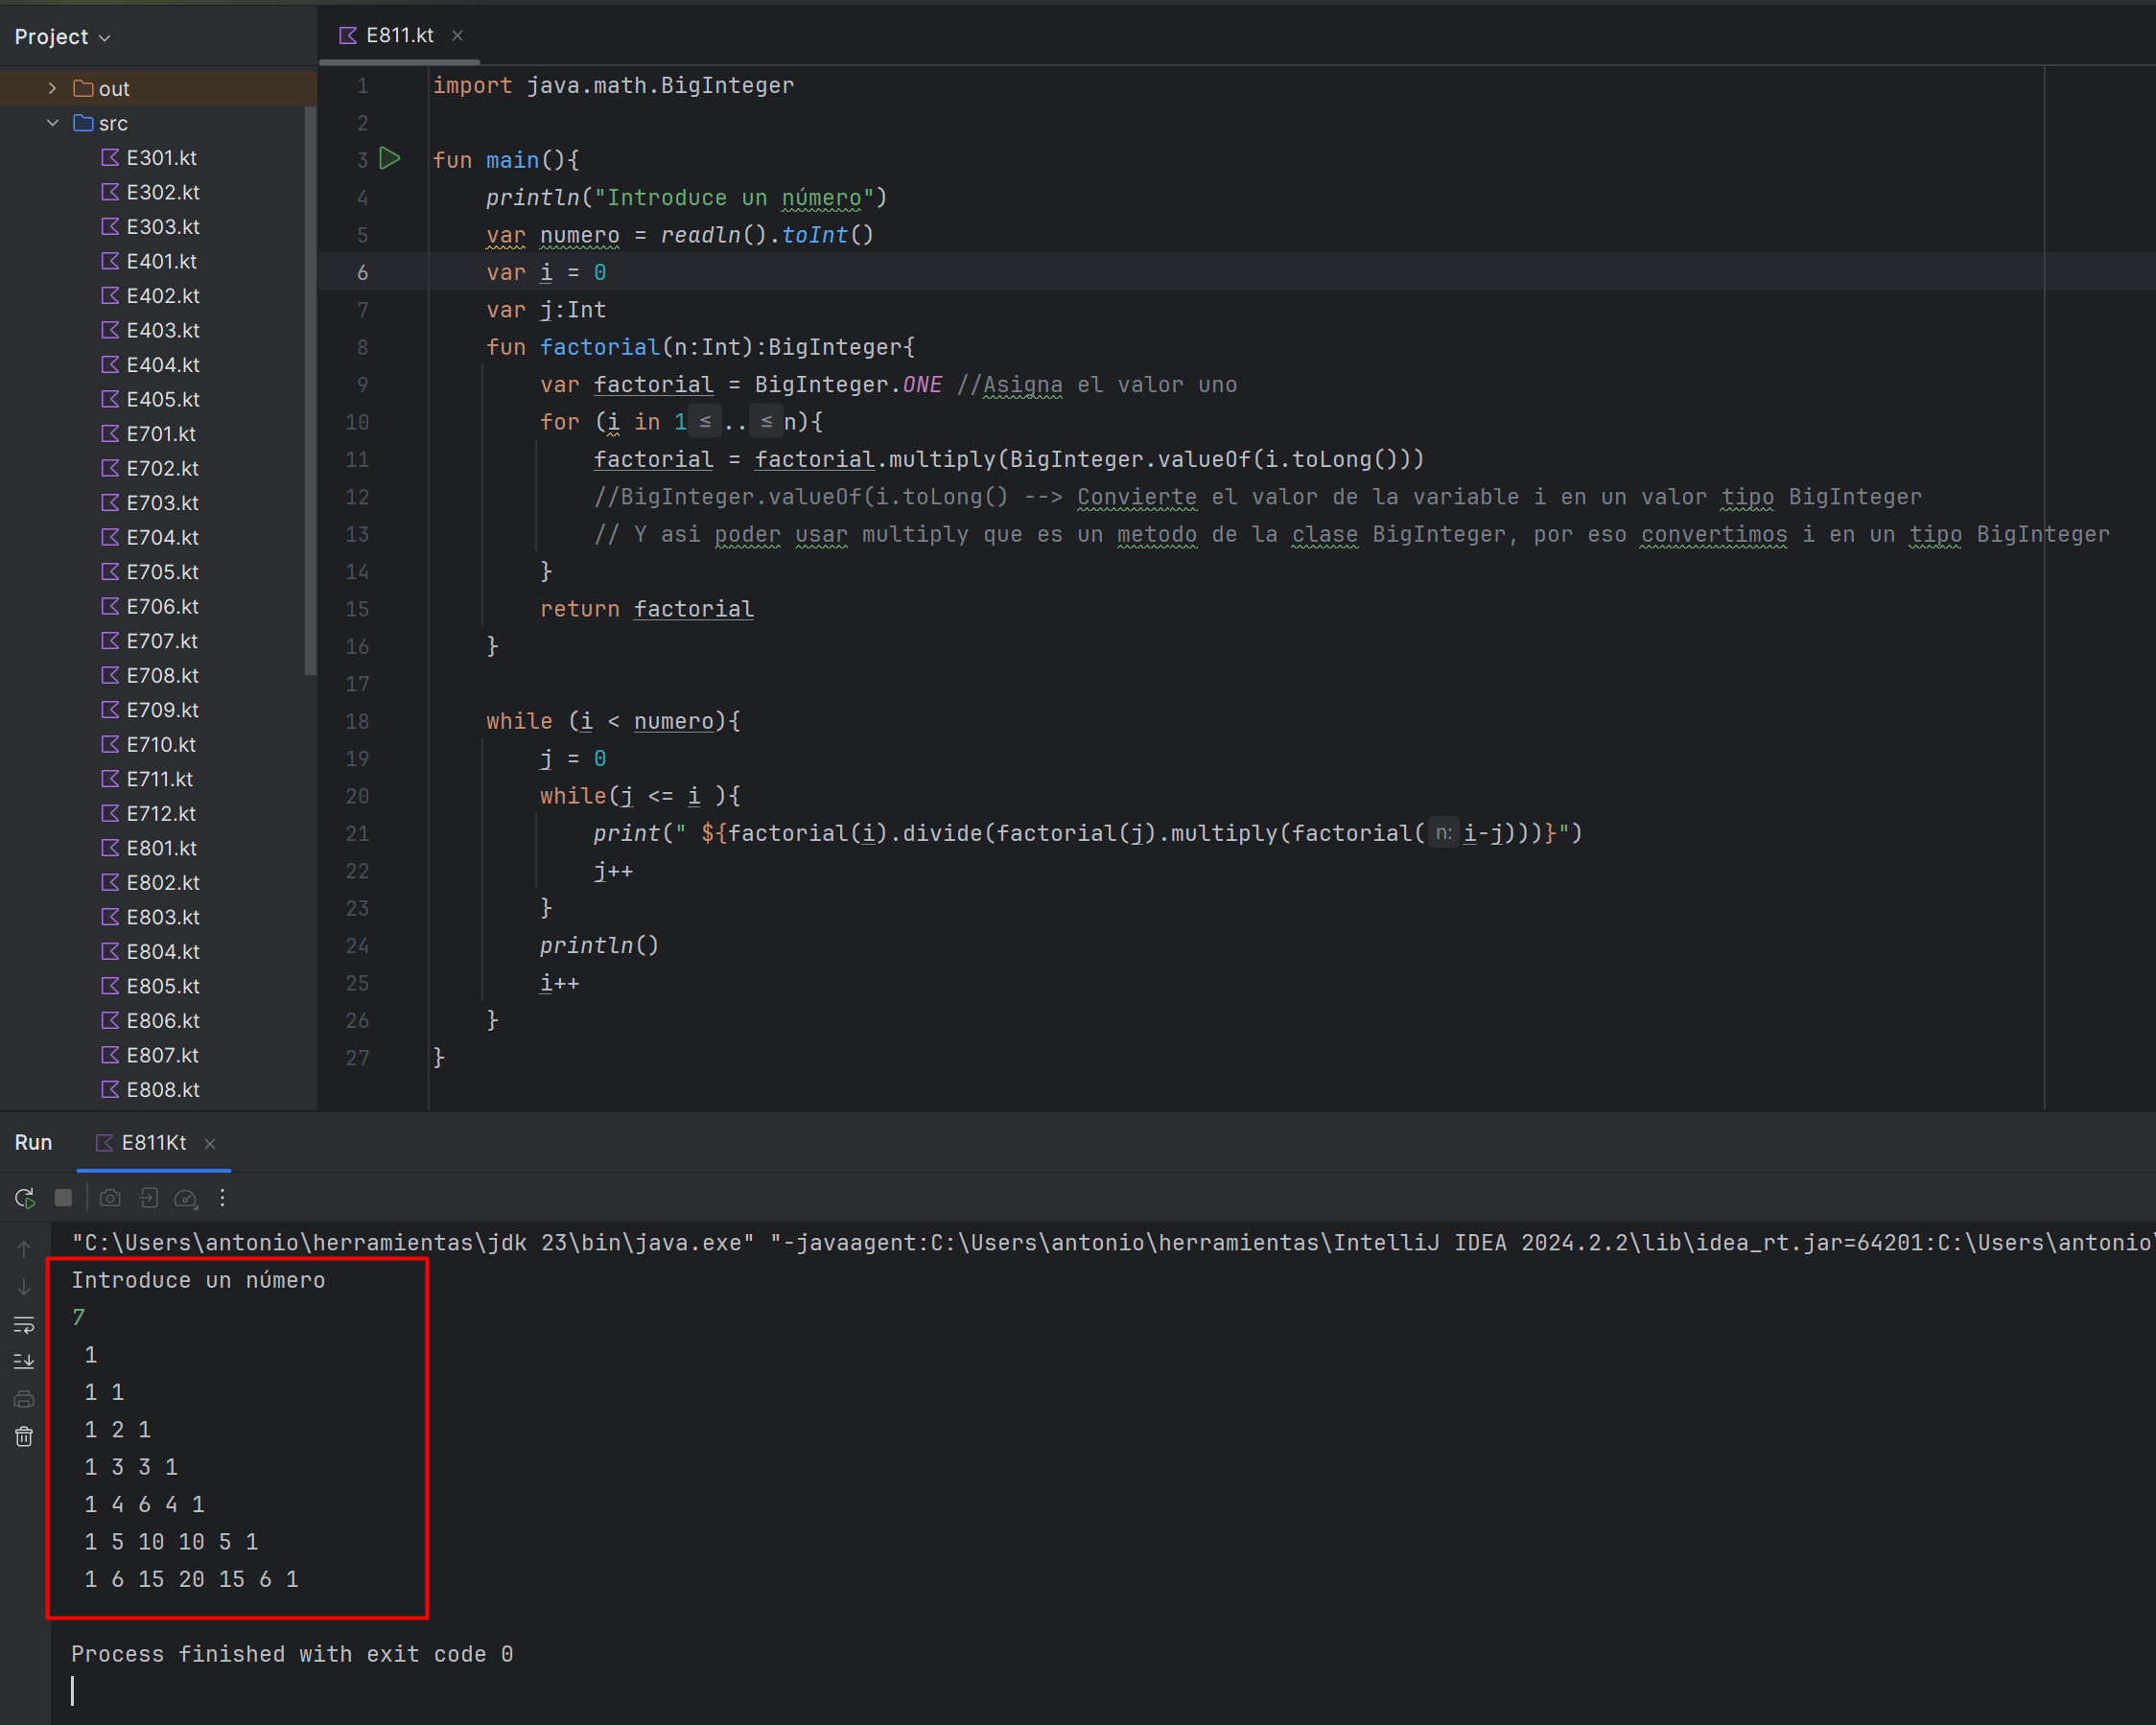 Project
E811.kt
out
src
E301.kt
E302.kt
E303.kt
E401.kt
E402.kt
E403.kt
E404.kt
E405.kt
E701.kt
E702.kt
E703.kt
E704.kt
E705.kt
E706.kt
E707.kt
E708.kt
E709.kt
E710.kt
E711.kt
E712.kt
E801.kt
E802.kt
E803.kt
E804.kt
E805.kt
E806.kt
E807.kt
E808.kt
1 import java.math.BigInteger
2
3 fun main(){
4     println("Introduce un número")
5     var numero = readln().toInt()
6     var i = 0
7     var j:Int
8     fun factorial(n:Int):BigInteger{
9         var factorial = BigInteger.ONE //Asigna el valor uno
10         for (i in 1 ≤ .. ≤ n){
11             factorial = factorial.multiply(BigInteger.valueOf(i.toLong()))
12             //BigInteger.valueOf(i.toLong() --> Convierte el valor de la variable i en un valor tipo BigInteger
13             // Y asi poder usar multiply que es un metodo de la clase BigInteger, por eso convertimos i en un tipo BigInteger
14         }
15         return factorial
16     }
17
18     while (i < numero){
19         j = 0
20         while(j <= i ){
21             print(" ${factorial(i).divide(factorial(j).multiply(factorial( n: i-j)))}")
22             j++
23         }
24         println()
25         i++
26     }
27 }
Run
E811Kt
"C:\Users\antonio\herramientas\jdk 23\bin\java.exe" "-javaagent:C:\Users\antonio\herramientas\IntelliJ IDEA 2024.2.2\lib\idea_rt.jar=64201:C:\Users\antonio\
Introduce un número
7
1
1 1
1 2 1
1 3 3 1
1 4 6 4 1
1 5 10 10 5 1
1 6 15 20 15 6 1
Process finished with exit code 0